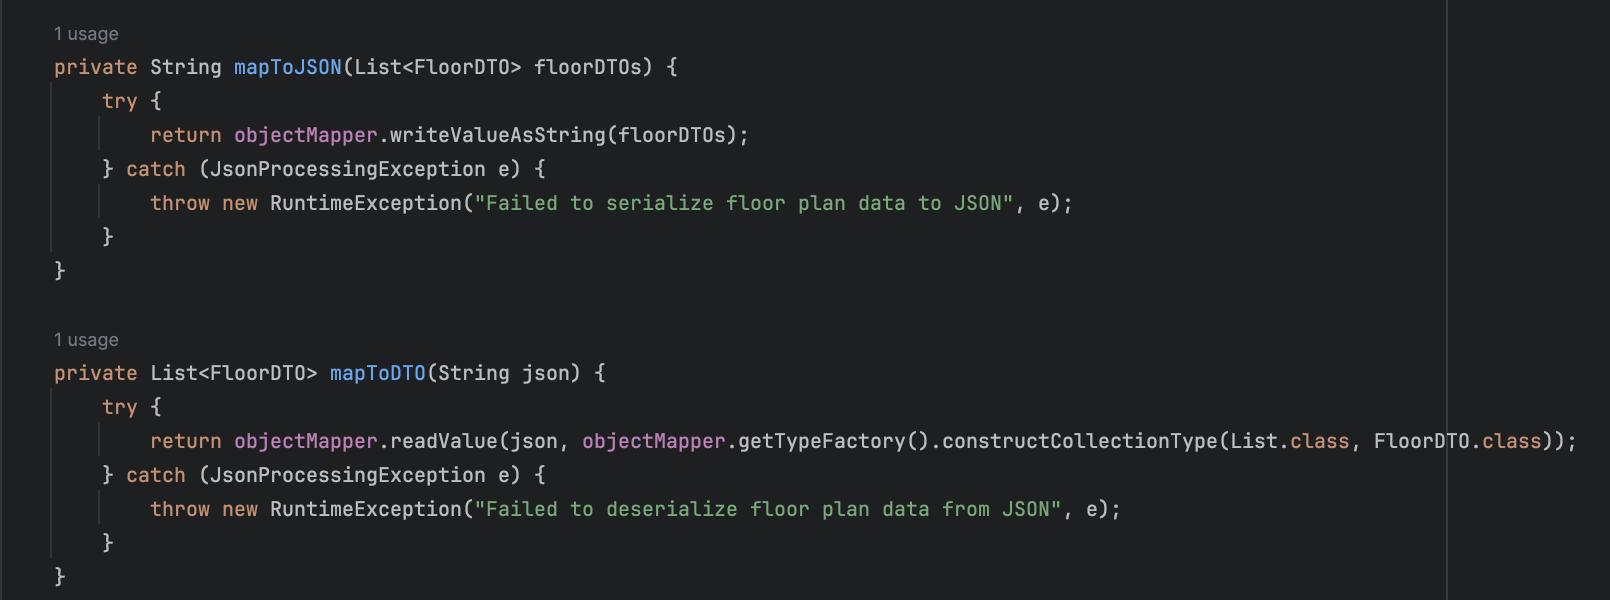 1 usage
private String mapToJSON(List<FloorDTO> floorDTOs) {
    try {
        return objectMapper.writeValueAsString(floorDTOs);
    } catch (JsonProcessingException e) {
        throw new RuntimeException("Failed to serialize floor plan data to JSON", e);
    }
}
1 usage
private List<FloorDTO> mapToDTO(String json) {
    try {
        return objectMapper.readValue(json, objectMapper.getTypeFactory().constructCollectionType(List.class, FloorDTO.class));
    } catch (JsonProcessingException e) {
        throw new RuntimeException("Failed to deserialize floor plan data from JSON", e);
    }
}